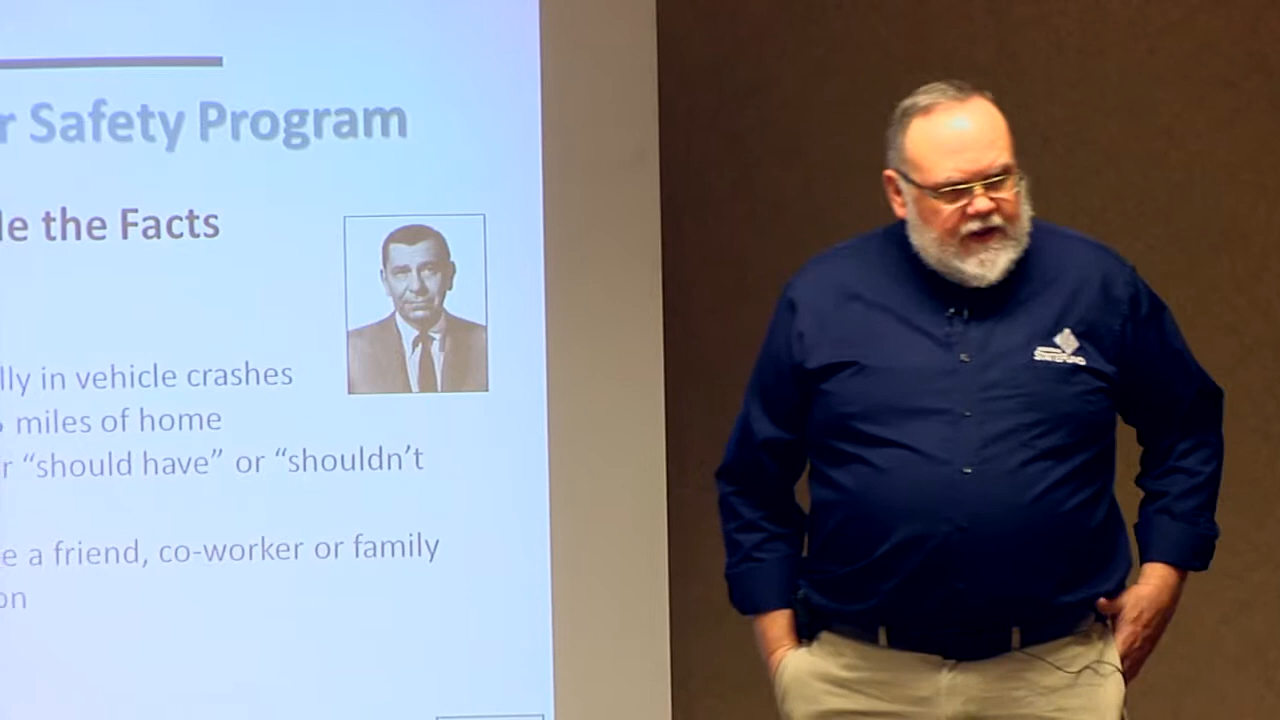 r Safety Program
le the Facts
lly in vehicle crashes
miles of home
r “should have” or “shouldn’t
e a friend, co-worker or family
on